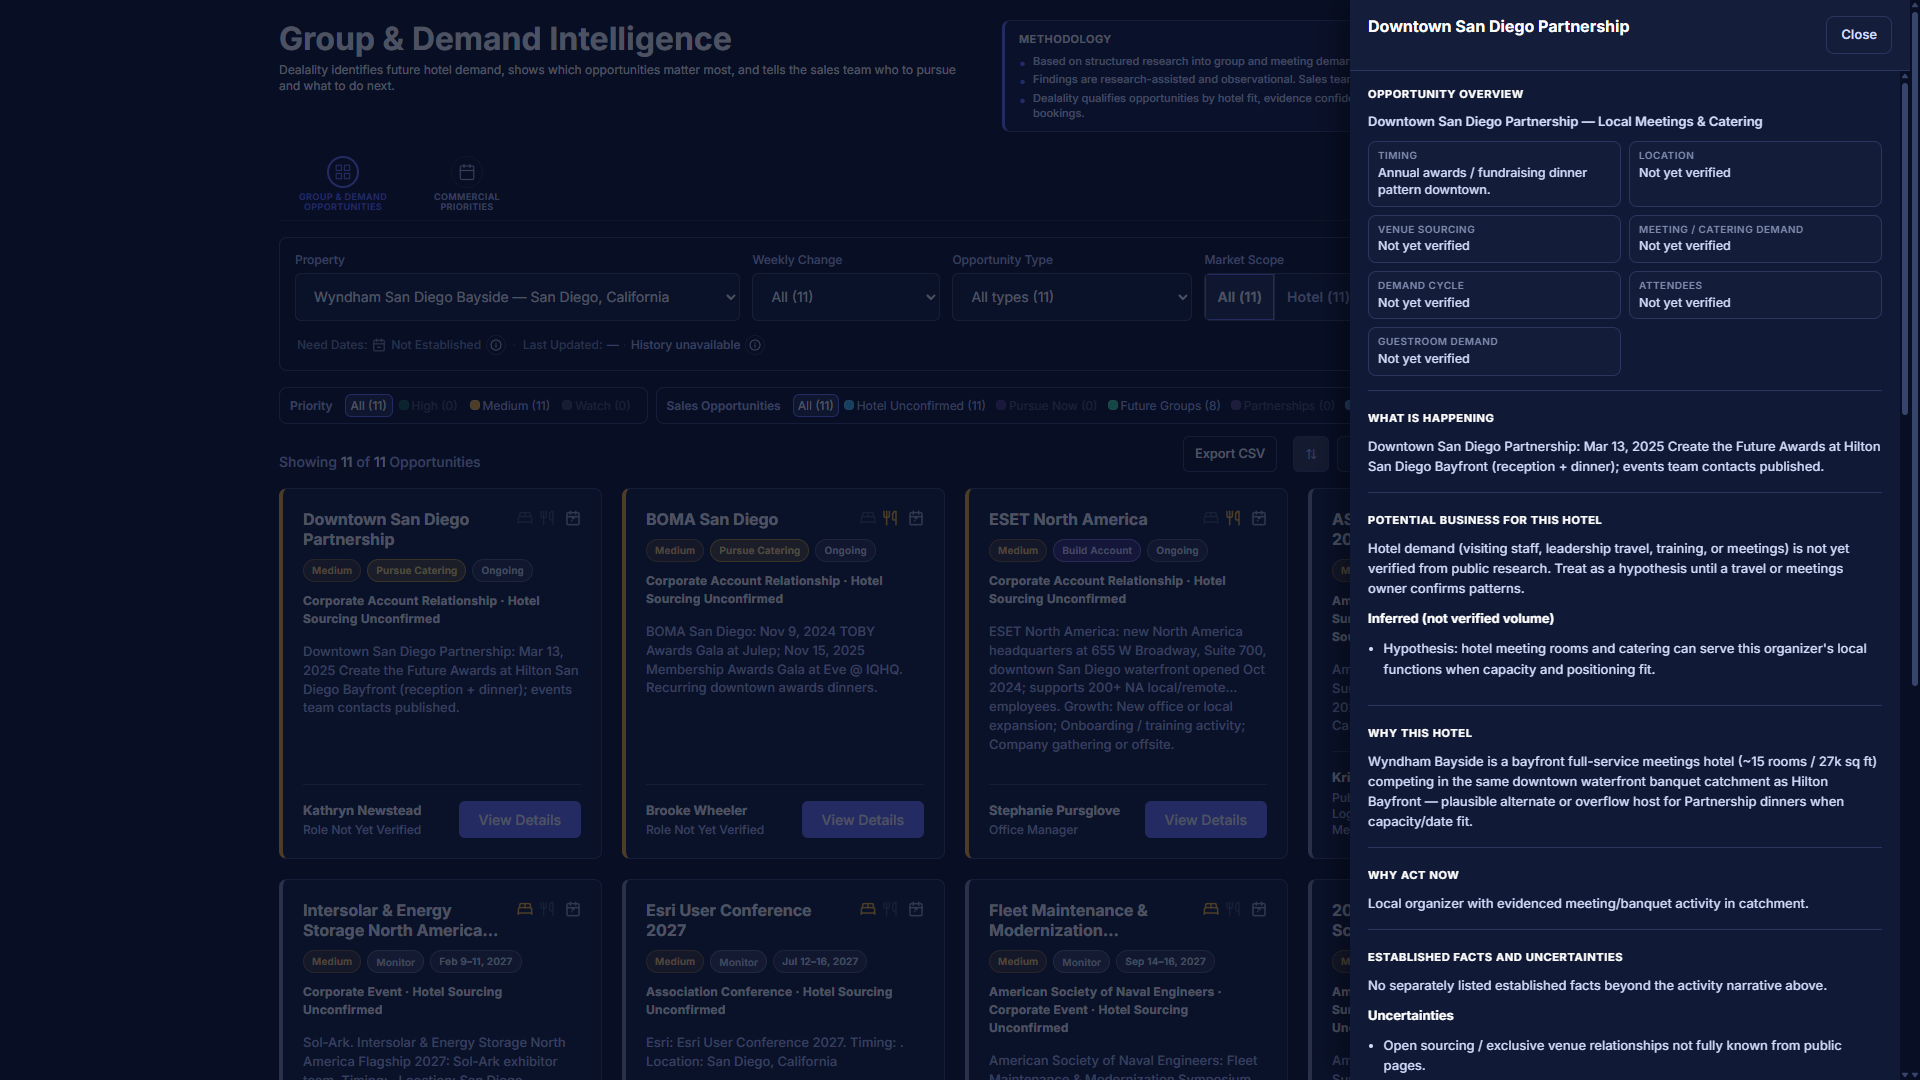 Group & Demand Intelligence
Dealality identifies future hotel demand, shows which opportunities matter most, and tells the sales team who to pursue
and what to do next.
METHODOLOGY
Based on structured research into group and meeting
Findings are research-assisted and observational. Sales
Dealality qualifies opportunities by hotel fit, evidence
bookings.
GROUP & DEMAND
OPPORTUNITIES
COMMERCIAL
PRIORITIES
Property
Wyndham San Diego Bayside — San Diego, California
Weekly Change
All (11)
Opportunity Type
All types (11)
Market Scope
All (11)
Hotel (11)
Need Dates: Not Established · Last Updated: — · History unavailable
Priority
All (11)
High (0)
Medium (11)
Watch (0)
Sales Opportunities
All (11)
Hotel Unconfirmed (11)
Pursue Now (0)
Future Groups (8)
Partnerships (0)
Showing 11 of 11 Opportunities
Export CSV
Downtown San Diego
Partnership
Medium
Pursue Catering
Ongoing
Corporate Account Relationship · Hotel
Sourcing Unconfirmed
Downtown San Diego Partnership: Mar 13,
2025 Create the Future Awards at Hilton San
Diego Bayfront (reception + dinner); events
team contacts published.
Kathryn Newstead
Role Not Yet Verified
View Details
BOMA San Diego
Medium
Pursue Catering
Ongoing
Corporate Account Relationship · Hotel
Sourcing Unconfirmed
BOMA San Diego: Nov 9, 2024 TOBY
Awards Gala at Julep; Nov 15, 2025
Membership Awards Gala at Eve @ IQHQ.
Recurring downtown awards dinners.
Brooke Wheeler
Role Not Yet Verified
View Details
ESET North America
Medium
Build Account
Ongoing
Corporate Account Relationship · Hotel
Sourcing Unconfirmed
ESET North America: new North America
headquarters at 655 W Broadway, Suite 700,
downtown San Diego waterfront opened Oct
2024; supports 200+ NA local/remote...
employees. Growth: New office or local
expansion; Onboarding / training activity;
Company gathering or offsite.
Stephanie Pursglove
Office Manager
View Details
Intersolar & Energy
Storage North America...
Medium
Monitor
Feb 9–11, 2027
Corporate Event · Hotel Sourcing
Unconfirmed
Sol-Ark. Intersolar & Energy Storage North
America Flagship 2027: Sol-Ark exhibitor
team. Timing: . Location: San Diego,
Esri User Conference
2027
Medium
Monitor
Jul 12–16, 2027
Association Conference · Hotel Sourcing
Unconfirmed
Esri: Esri User Conference 2027. Timing: .
Location: San Diego, California
Fleet Maintenance &
Modernization...
Medium
Monitor
Sep 14–16, 2027
American Society of Naval Engineers ·
Corporate Event · Hotel Sourcing
Unconfirmed
American Society of Naval Engineers: Fleet
Maintenance & Modernization Symposium
Downtown San Diego Partnership
Close
OPPORTUNITY OVERVIEW
Downtown San Diego Partnership — Local Meetings & Catering
TIMING
Annual awards / fundraising dinner
pattern downtown.
LOCATION
Not yet verified
VENUE SOURCING
Not yet verified
MEETING / CATERING DEMAND
Not yet verified
DEMAND CYCLE
Not yet verified
ATTENDEES
Not yet verified
GUESTROOM DEMAND
Not yet verified
WHAT IS HAPPENING
Downtown San Diego Partnership: Mar 13, 2025 Create the Future Awards at Hilton
San Diego Bayfront (reception + dinner); events team contacts published.
POTENTIAL BUSINESS FOR THIS HOTEL
Hotel demand (visiting staff, leadership travel, training, or meetings) is not yet
verified from public research. Treat as a hypothesis until a travel or meetings
owner confirms patterns.
Inferred (not verified volume)
• Hypothesis: hotel meeting rooms and catering can serve this organizer's local
functions when capacity and positioning fit.
WHY THIS HOTEL
Wyndham Bayside is a bayfront full-service meetings hotel (~15 rooms / 27k sq ft)
competing in the same downtown waterfront banquet catchment as Hilton
Bayfront — plausible alternate or overflow host for Partnership dinners when
capacity/date fit.
WHY ACT NOW
Local organizer with evidenced meeting/banquet activity in catchment.
ESTABLISHED FACTS AND UNCERTAINTIES
No separately listed established facts beyond the activity narrative above.
Uncertainties
• Open sourcing / exclusive venue relationships not fully known from public
pages.